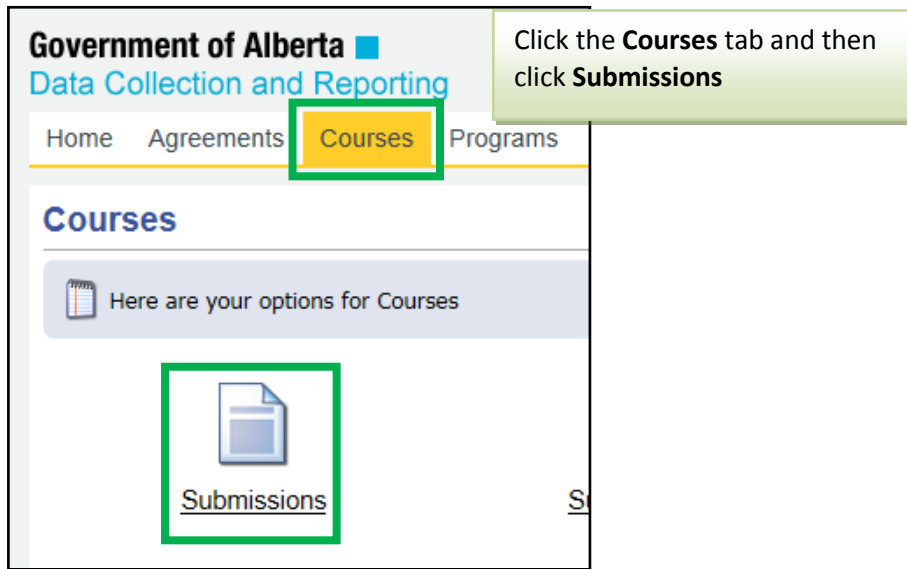 Government of Alberta
Data Collection and Reporting
Click the Courses tab and then
click Submissions
Home Agreements Courses Programs
Courses
Here are your options for Courses
Submissions